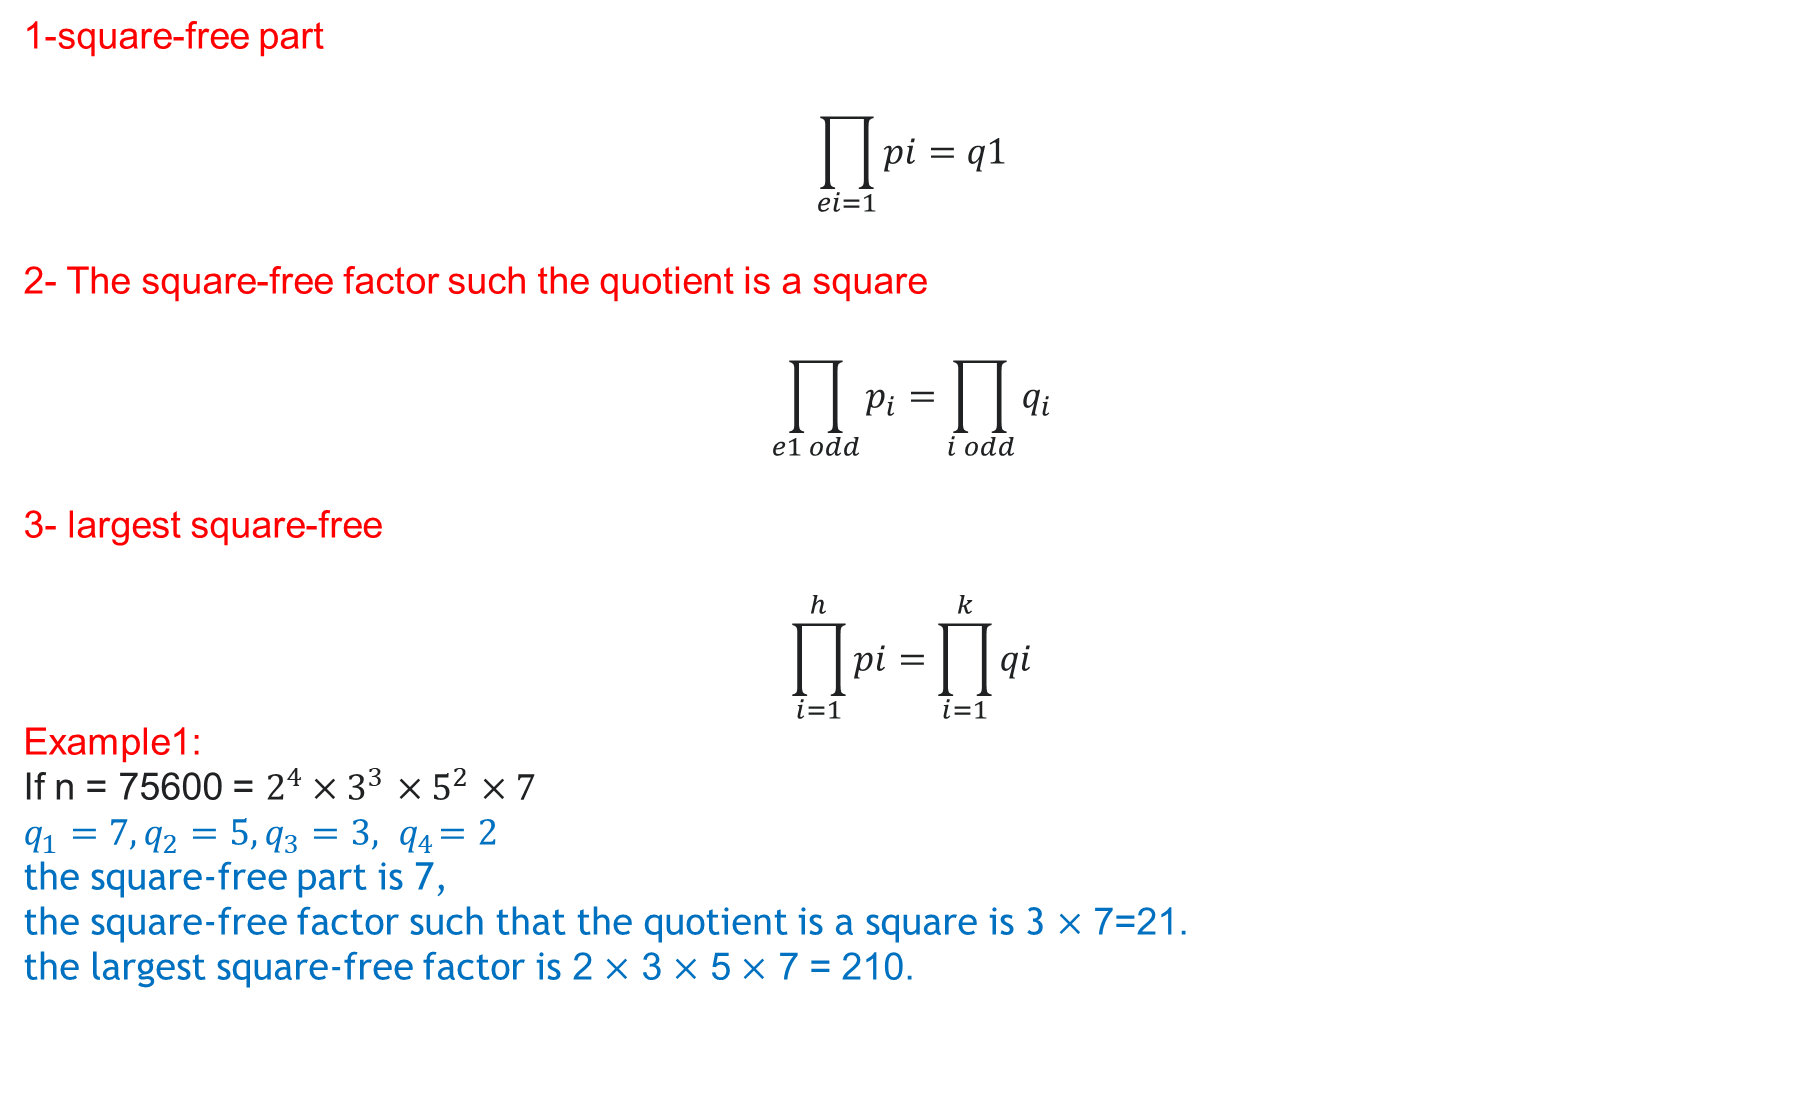 1-square-free part
∏_{ei=1} pi = q1
2- The square-free factor such the quotient is a square
∏_{e1 odd} p_i = ∏_{i odd} q_i
3- largest square-free
∏_{i=1}^{h} pi = ∏_{i=1}^{k} qi
Example1:
If n = 75600 = 2⁴ × 3³ × 5² × 7
q₁ = 7, q₂ = 5, q₃ = 3, q₄ = 2
the square-free part is 7,
the square-free factor such that the quotient is a square is 3 × 7=21.
the largest square-free factor is 2 × 3 × 5 × 7 = 210.